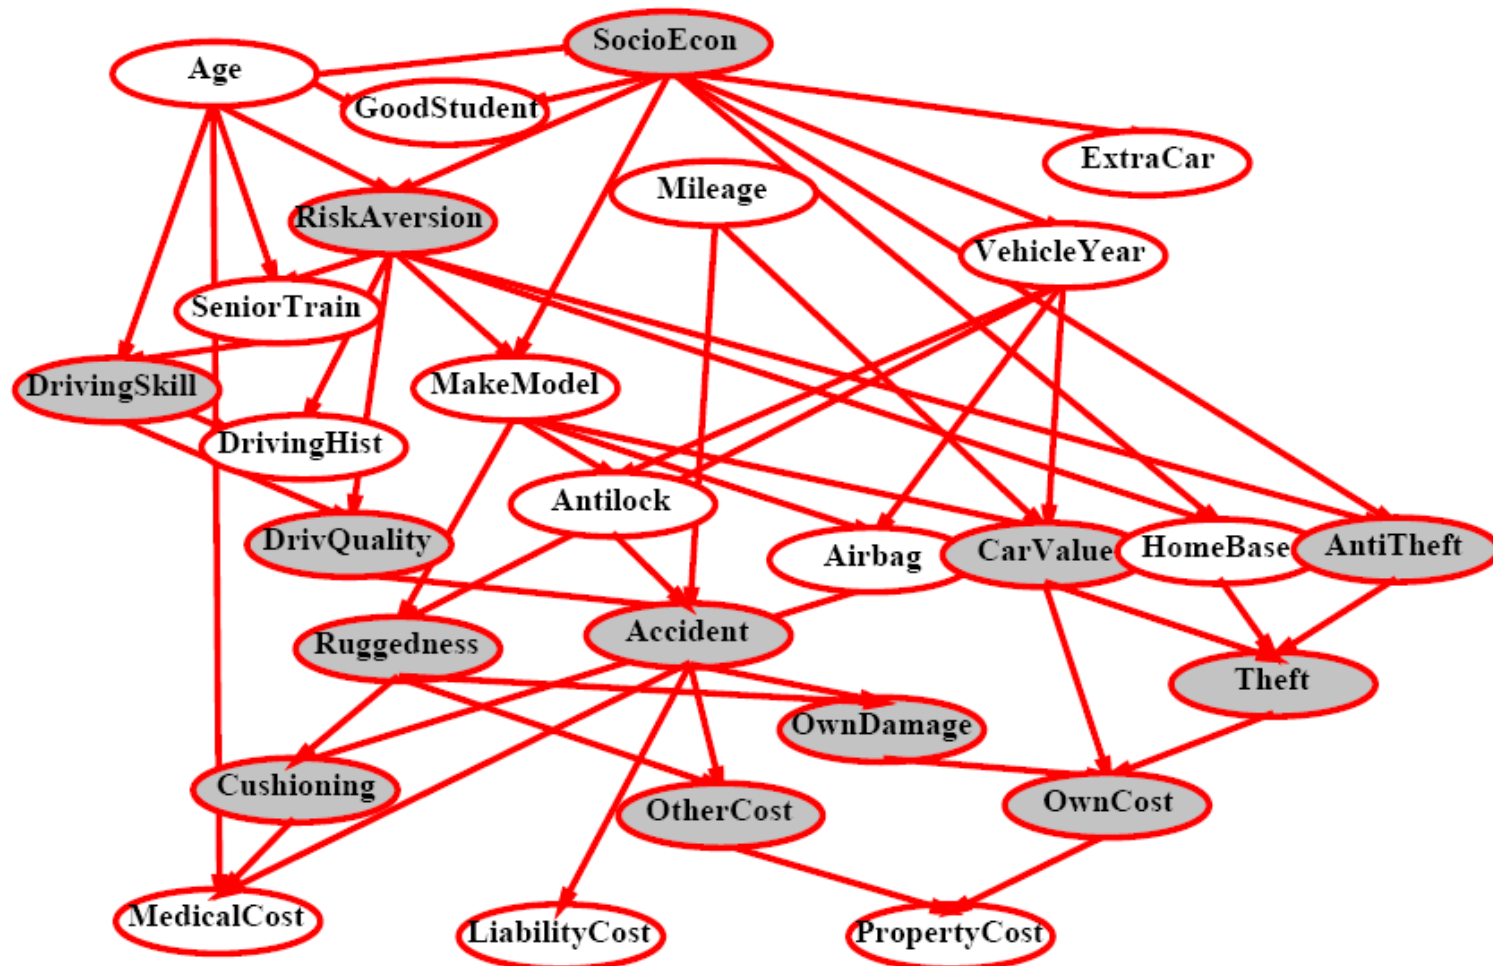 SocioEcon
Age
GoodStudent
ExtraCar
Mileage
RiskAversion
VehicleYear
SeniorTrain
DrivingSkill
MakeModel
DrivingHist
Antilock
DrivQuality
Airbag
CarValue
HomeBase
AntiTheft
Ruggedness
Accident
Theft
OwnDamage
Cushioning
OtherCost
OwnCost
MedicalCost
LiabilityCost
PropertyCost